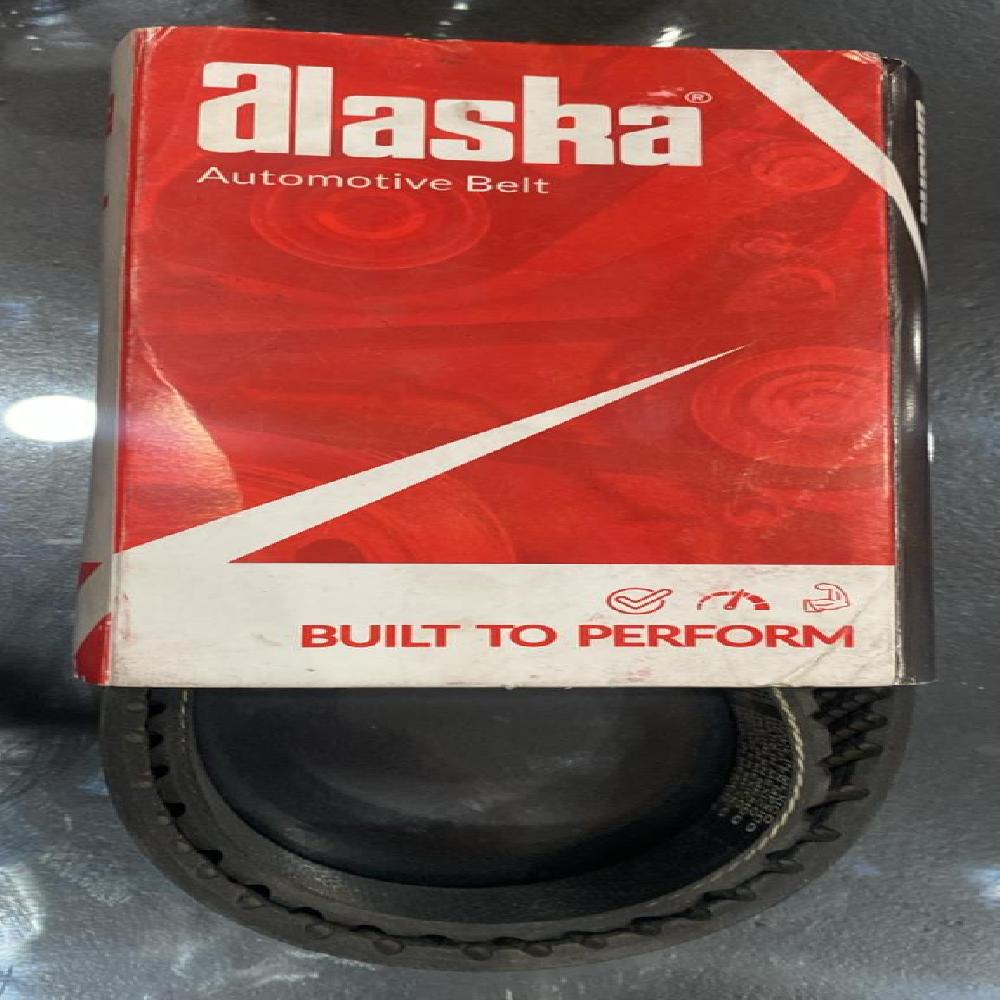 alaska®
Automotive Belt
BUILT TO PERFORM